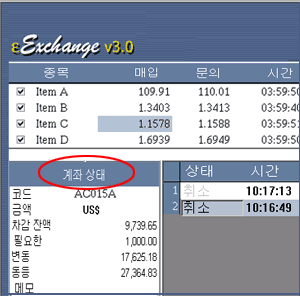 εExchange v3.0
종목 매입 문의 시간
Item A 109.91 110.01 03:59:50
Item B 1.3403 1.3413 03:59:40
Item C 1.1578 1.1588 03:59:51
Item D 1.6939 1.6949 03:59:50
계좌 상태
코드 AC015A
금액 US$
차감 잔액 9,739.65
필요한 1,000.00
변동 17,625.18
동등 27,364.83
메모
상태 시간
1 취소 10:17:13
2 취소 10:16:49